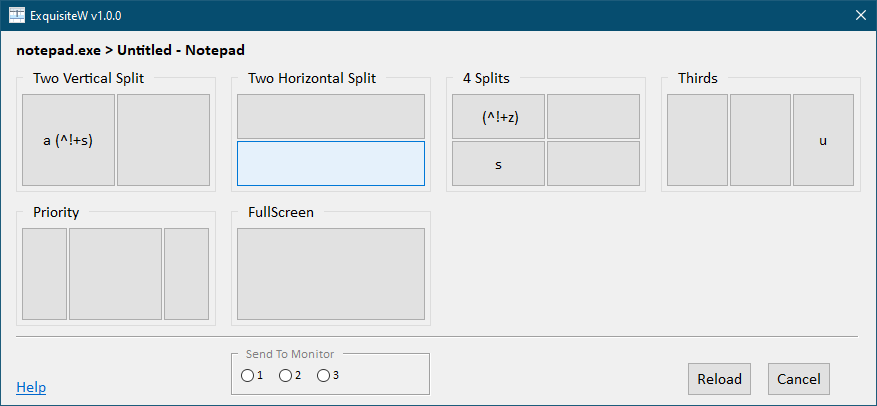 ExquisiteW v1.0.0
notepad.exe > Untitled - Notepad
Two Vertical Split
Two Horizontal Split
4 Splits
Thirds
a (^!+s)
(^!+z)
s
u
Priority
FullScreen
Send To Monitor
1 2 3
Help
Reload
Cancel